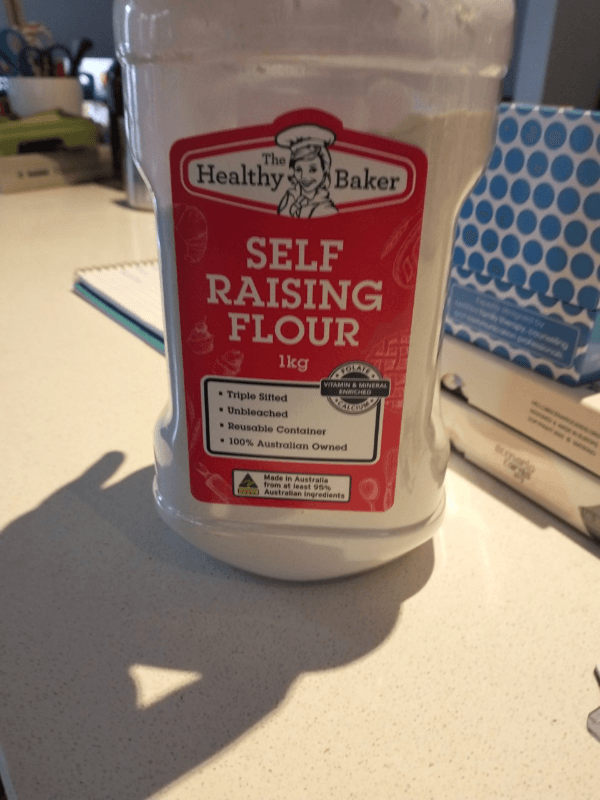 The
Healthy Baker
SELF
RAISING
FLOUR
1kg
FOLATE
VITAMIN & MINERAL
ENRICHED
CALCIUM
• Triple Sifted
• Unbleached
• Reusable Container
• 100% Australian Owned
Made in Australia
from at least 95%
Australian ingredients